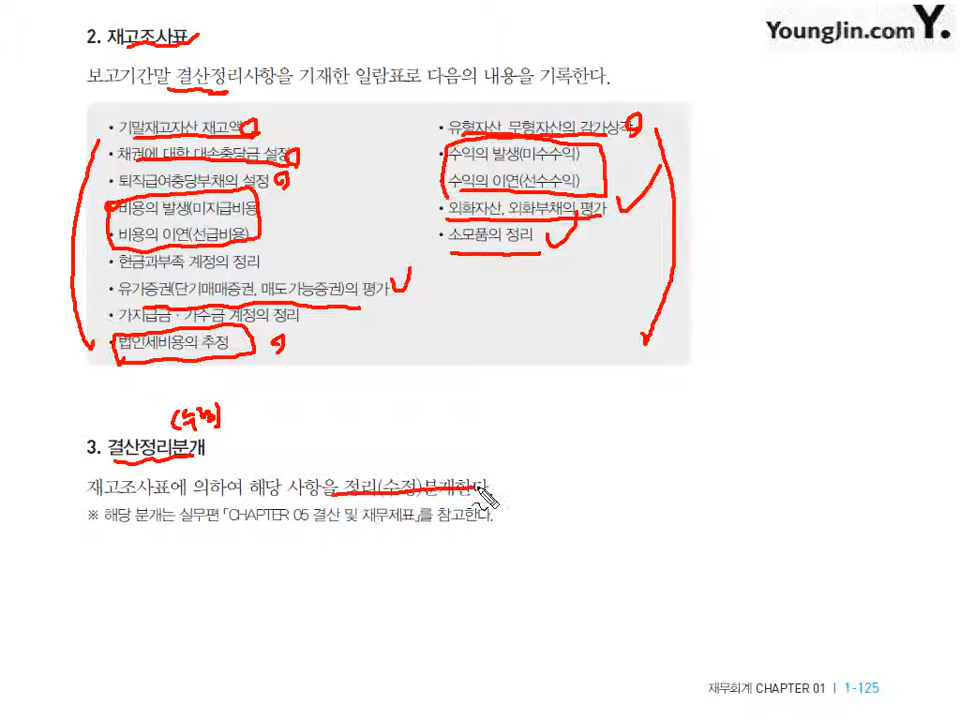 YoungJin.com Y.
2. 재고조사표
보고기간말 결산정리사항을 기재한 일람표로 다음의 내용을 기록한다.
• 기말재고자산 재고액
• 채권에 대한 대손충당금 설정
• 퇴직급여충당부채의 설정
• 비용의 발생(미지급비용)
• 비용의 이연(선급비용)
• 현금과부족 계정의 정리
• 유가증권(단기매매증권, 매도가능증권)의 평가
• 가지급금 · 가수금 계정의 정리
• 법인세비용의 추정
• 유형자산, 무형자산의 감가상각
• 수익의 발생(미수수익)
• 수익의 이연(선수수익)
• 외화자산, 외화부채의 평가
• 소모품의 정리
(수정)
3. 결산정리분개
재고조사표에 의하여 해당 사항을 정리(수정)분개한다.
※ 해당 분개는 실무편 「CHAPTER 05 결산 및 재무제표」를 참고한다.
재무회계 CHAPTER 01 | 1-125